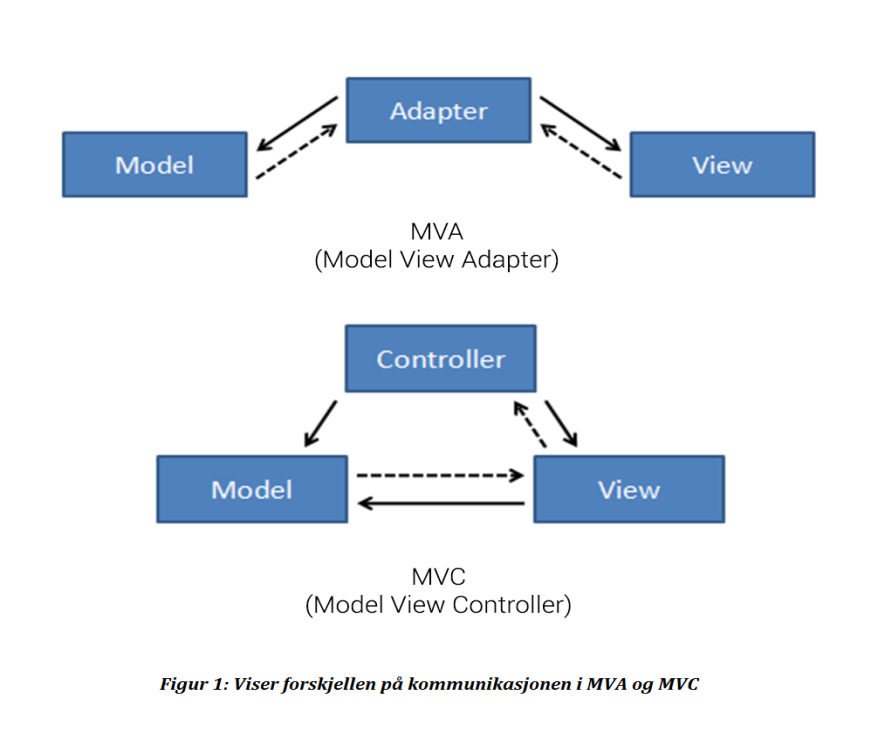 Adapter
Model
View
MVA
(Model View Adapter)
Controller
Model
View
MVC
(Model View Controller)
Figur 1: Viser forskjellen på kommunikasjonen i MVA og MVC